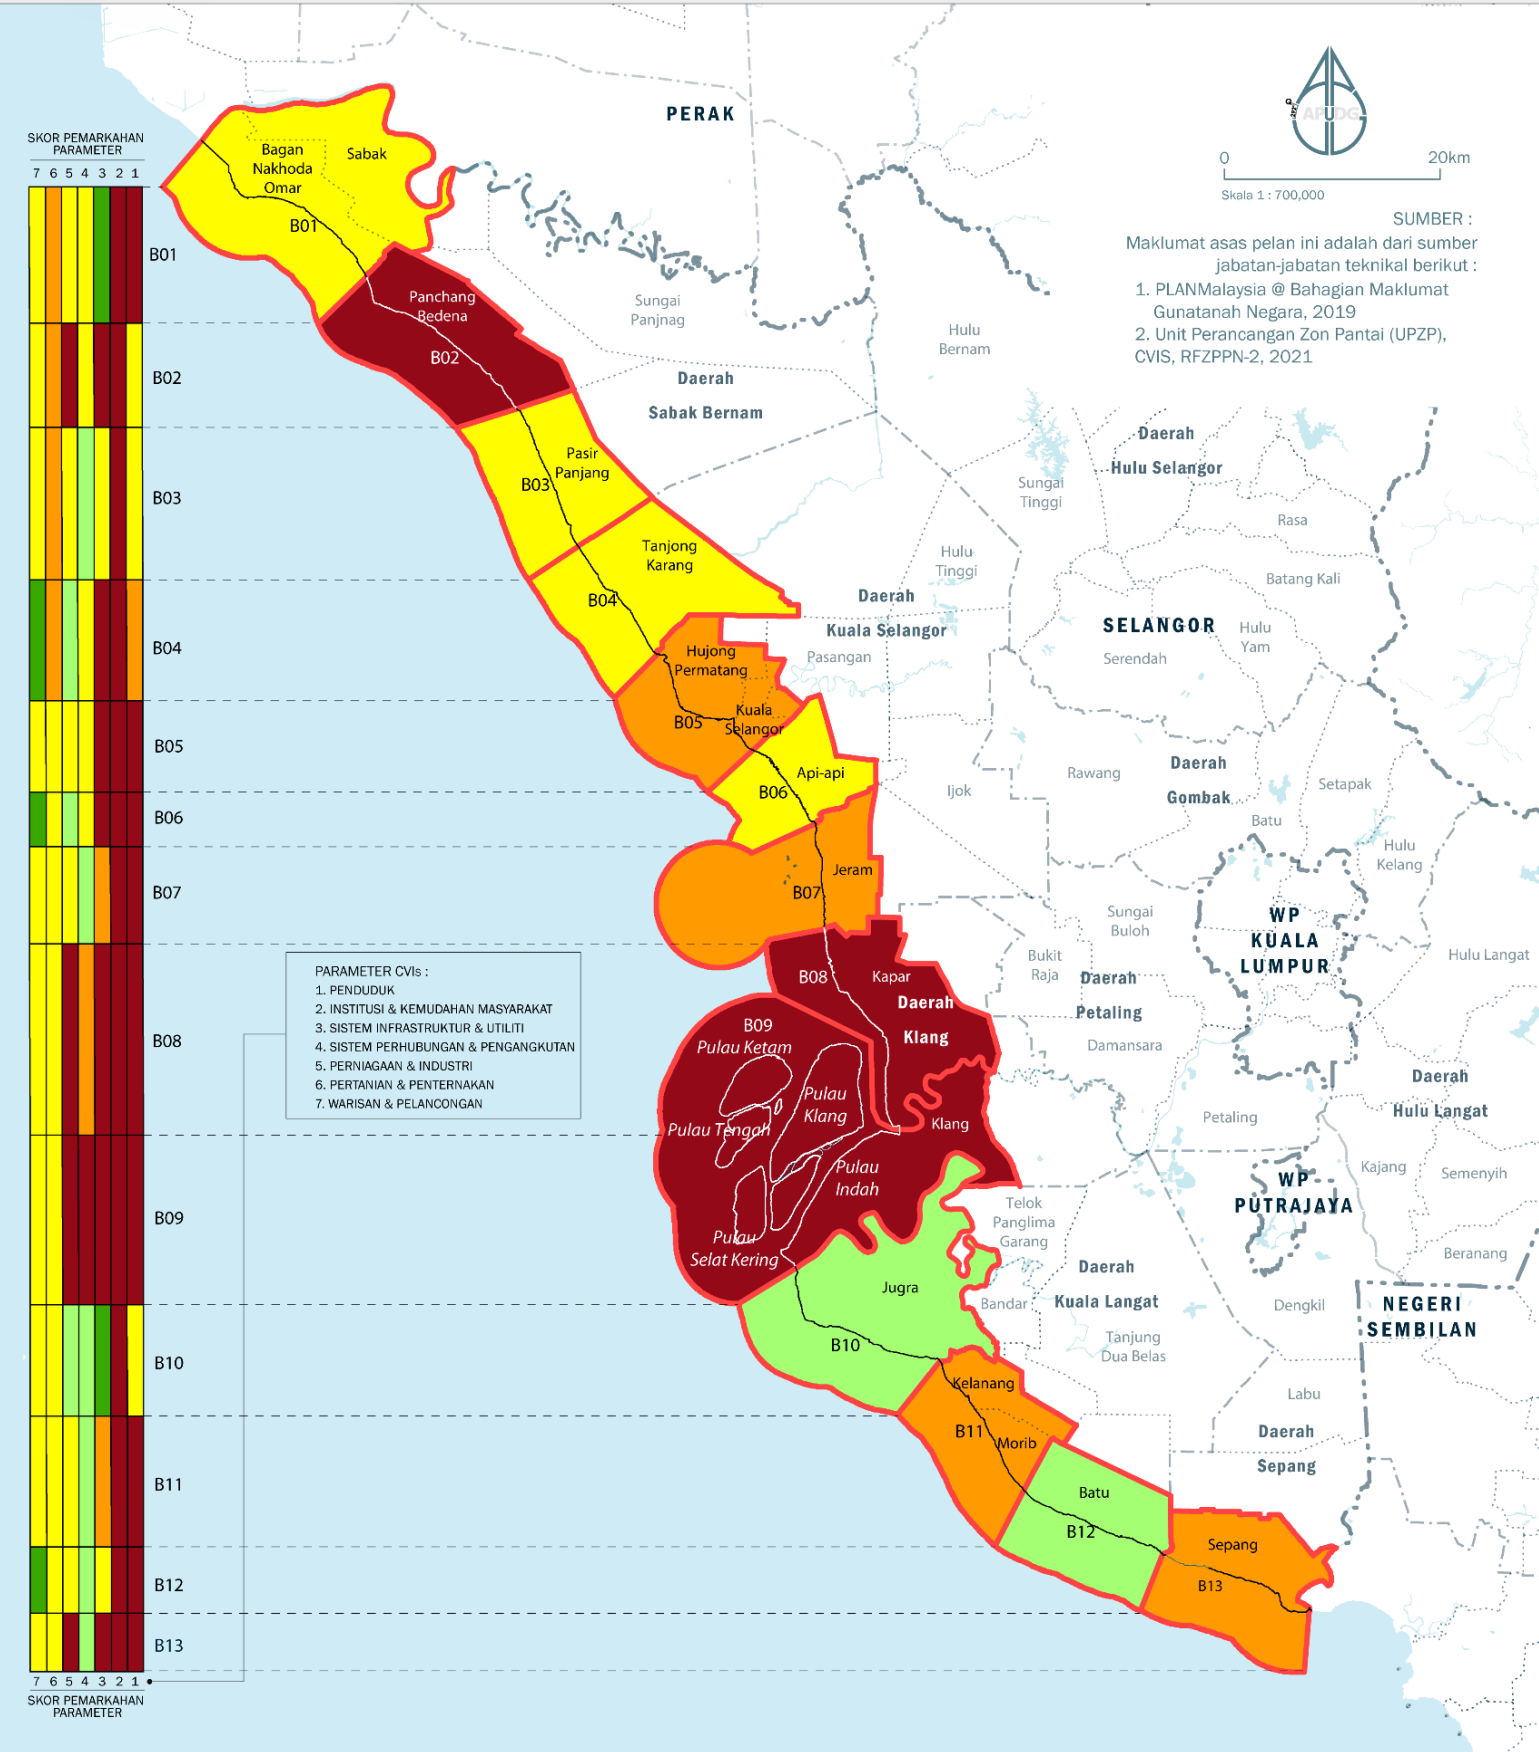 PERAK
APUDG
0 20km
Skala 1 : 700,000
SUMBER :
Maklumat asas pelan ini adalah dari sumber
jabatan-jabatan teknikal berikut :
1. PLANMalaysia @ Bahagian Maklumat
Gunatanah Negara, 2019
2. Unit Perancangan Zon Pantai (UPZP),
CVIS, RFZPPN-2, 2021
SKOR PEMARKAHAN
PARAMETER
7 6 5 4 3 2 1
B01
B02
B03
B04
B05
B06
B07
B08
B09
B10
B11
B12
B13
7 6 5 4 3 2 1
SKOR PEMARKAHAN
PARAMETER
PARAMETER CVIs :
1. PENDUDUK
2. INSTITUSI & KEMUDAHAN MASYARAKAT
3. SISTEM INFRASTRUKTUR & UTILITI
4. SISTEM PERHUBUNGAN & PENGANGKUTAN
5. PERNIAGAAN & INDUSTRI
6. PERTANIAN & PENTERNAKAN
7. WARISAN & PELANCONGAN
Bagan
Nakhoda
Omar
Sabak
B01
Panchang
Bedena
B02
Pasir
Panjang
B03
Tanjong
Karang
B04
Hujong
Permatang
Kuala
Selangor
B05
Api-api
B06
Jeram
B07
B08
Kapar
Daerah
Klang
B09
Pulau Ketam
Pulau
Klang
Pulau Tengah
Klang
Pulau
Indah
Pulau
Selat Kering
Jugra
B10
Kelanang
B11
Morib
Batu
B12
Sepang
B13
Sungai
Panjnag
Hulu
Bernam
Daerah
Sabak Bernam
Daerah
Hulu Selangor
Sungai
Tinggi
Rasa
Hulu
Tinggi
Batang Kali
Daerah
Kuala Selangor
SELANGOR
Hulu
Yam
Pasangan
Serendah
Rawang
Daerah
Gombak
Setapak
Ijok
Batu
Hulu
Kelang
Sungai
Buloh
WP
KUALA
LUMPUR
Bukit
Raja
Hulu Langat
Daerah
Petaling
Damansara
Daerah
Hulu Langat
Petaling
Kajang
Semenyih
WP
PUTRAJAYA
Telok
Panglima
Garang
Beranang
Daerah
Kuala Langat
Bandar
Dengkil
NEGERI
SEMBILAN
Tanjung
Dua Belas
Labu
Daerah
Sepang